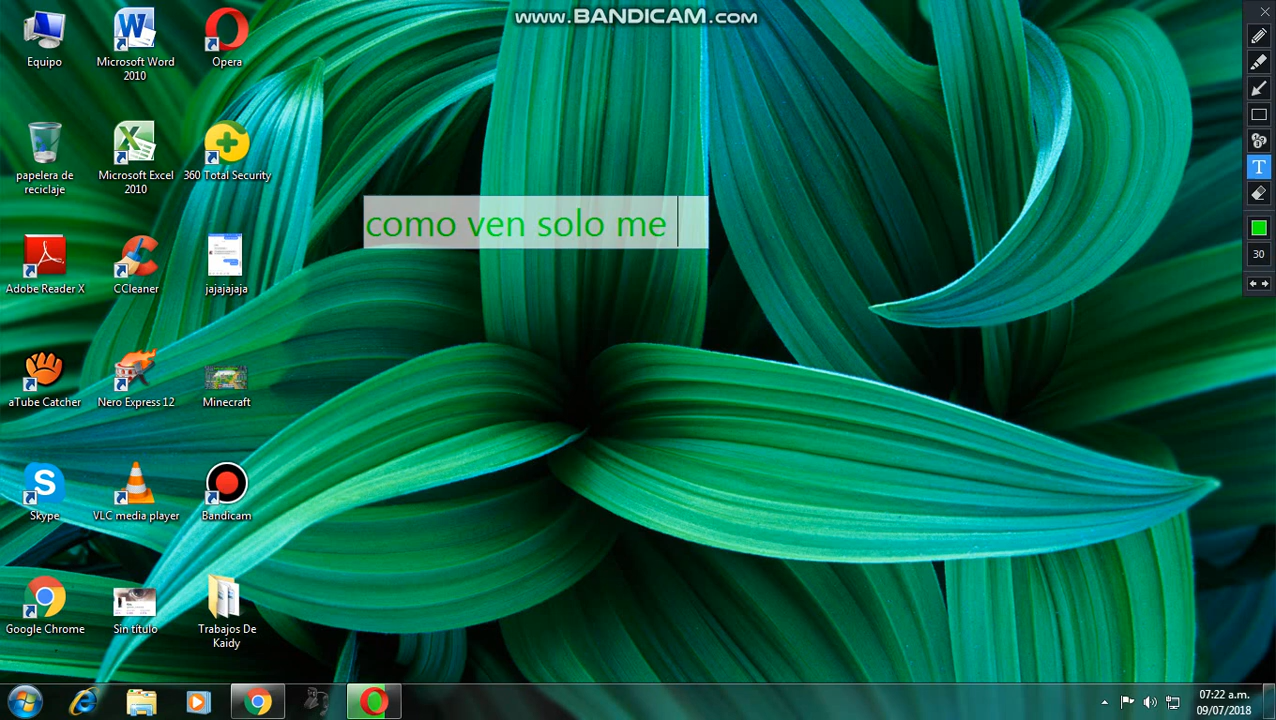 www.BANDICAM.com
Equipo
Microsoft Word 2010
Opera
papelera de reciclaje
Microsoft Excel 2010
360 Total Security
como ven solo me
Adobe Reader X
CCleaner
jajajajaja
aTube Catcher
Nero Express 12
Minecraft
Skype
VLC media player
Bandicam
Google Chrome
Sin título
Trabajos De Kaidy
T
30
07:22 a.m.
09/07/2018